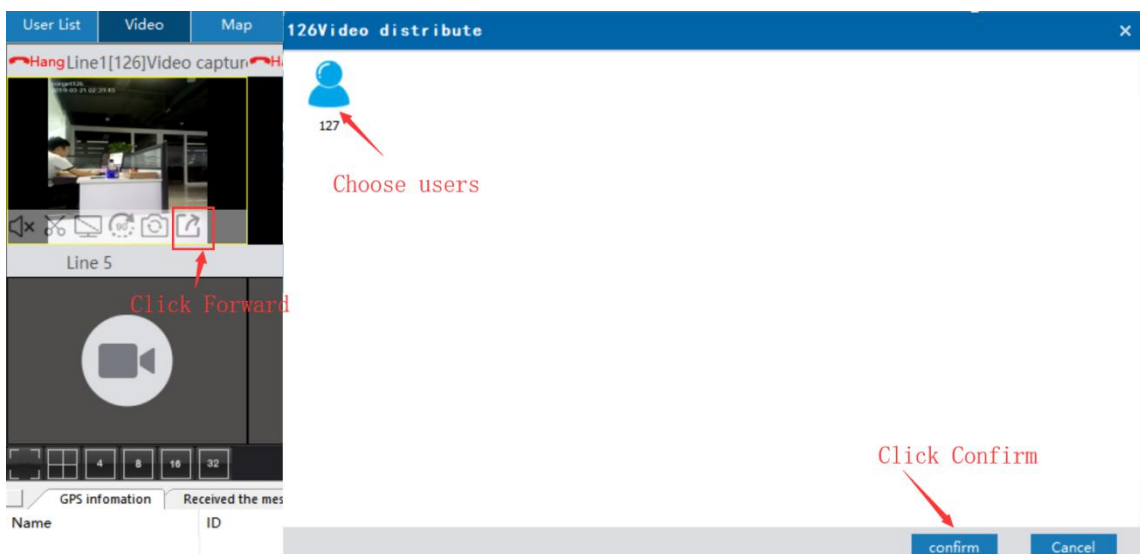 User List Video Map
126Video distribute ×
Hang Line1[126]Video captur
127
Choose users
90
Line 5
Click Forward
4 8 16 32
Click Confirm
GPS infomation Received the mes
Name ID
confirm Cancel